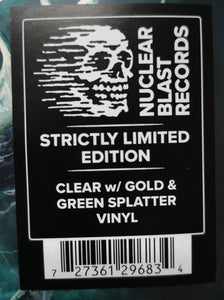 NUCLEAR
BLAST
RECORDS
STRICTLY LIMITED
EDITION
CLEAR w/ GOLD &
GREEN SPLATTER
VINYL
7 27361 29683 4